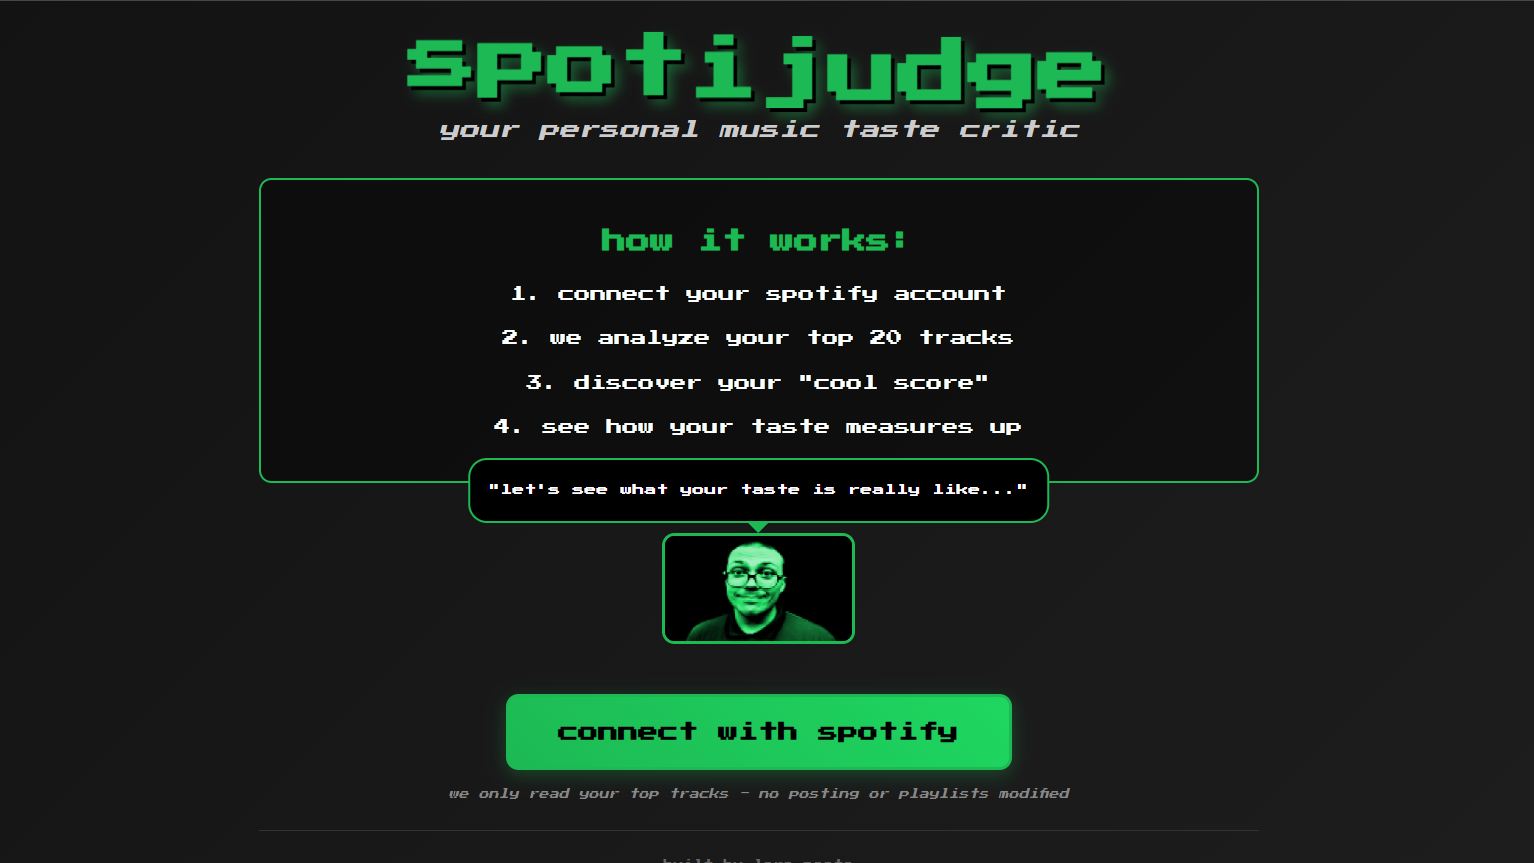 spotijudge
your personal music taste critic
how it works:
1. connect your spotify account
2. we analyze your top 20 tracks
3. discover your "cool score"
4. see how your taste measures up
"let's see what your taste is really like..."
connect with spotify
we only read your top tracks - no posting or playlists modified
built by